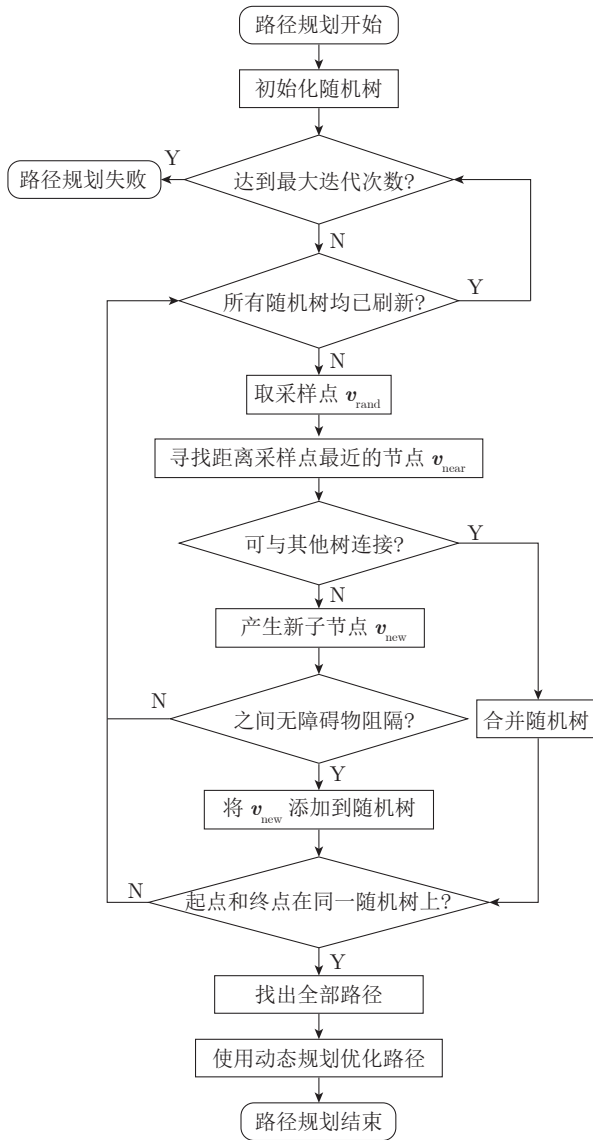 路径规划开始
初始化随机树
Y
路径规划失败
达到最大迭代次数?
N
所有随机树均已刷新?
Y
N
取采样点 v_rand
寻找距离采样点最近的节点 v_near
可与其他树连接?
Y
N
产生新子节点 v_new
N
之间无障碍物阻隔?
合并随机树
Y
将 v_new 添加到随机树
N
起点和终点在同一随机树上?
Y
找出全部路径
使用动态规划优化路径
路径规划结束